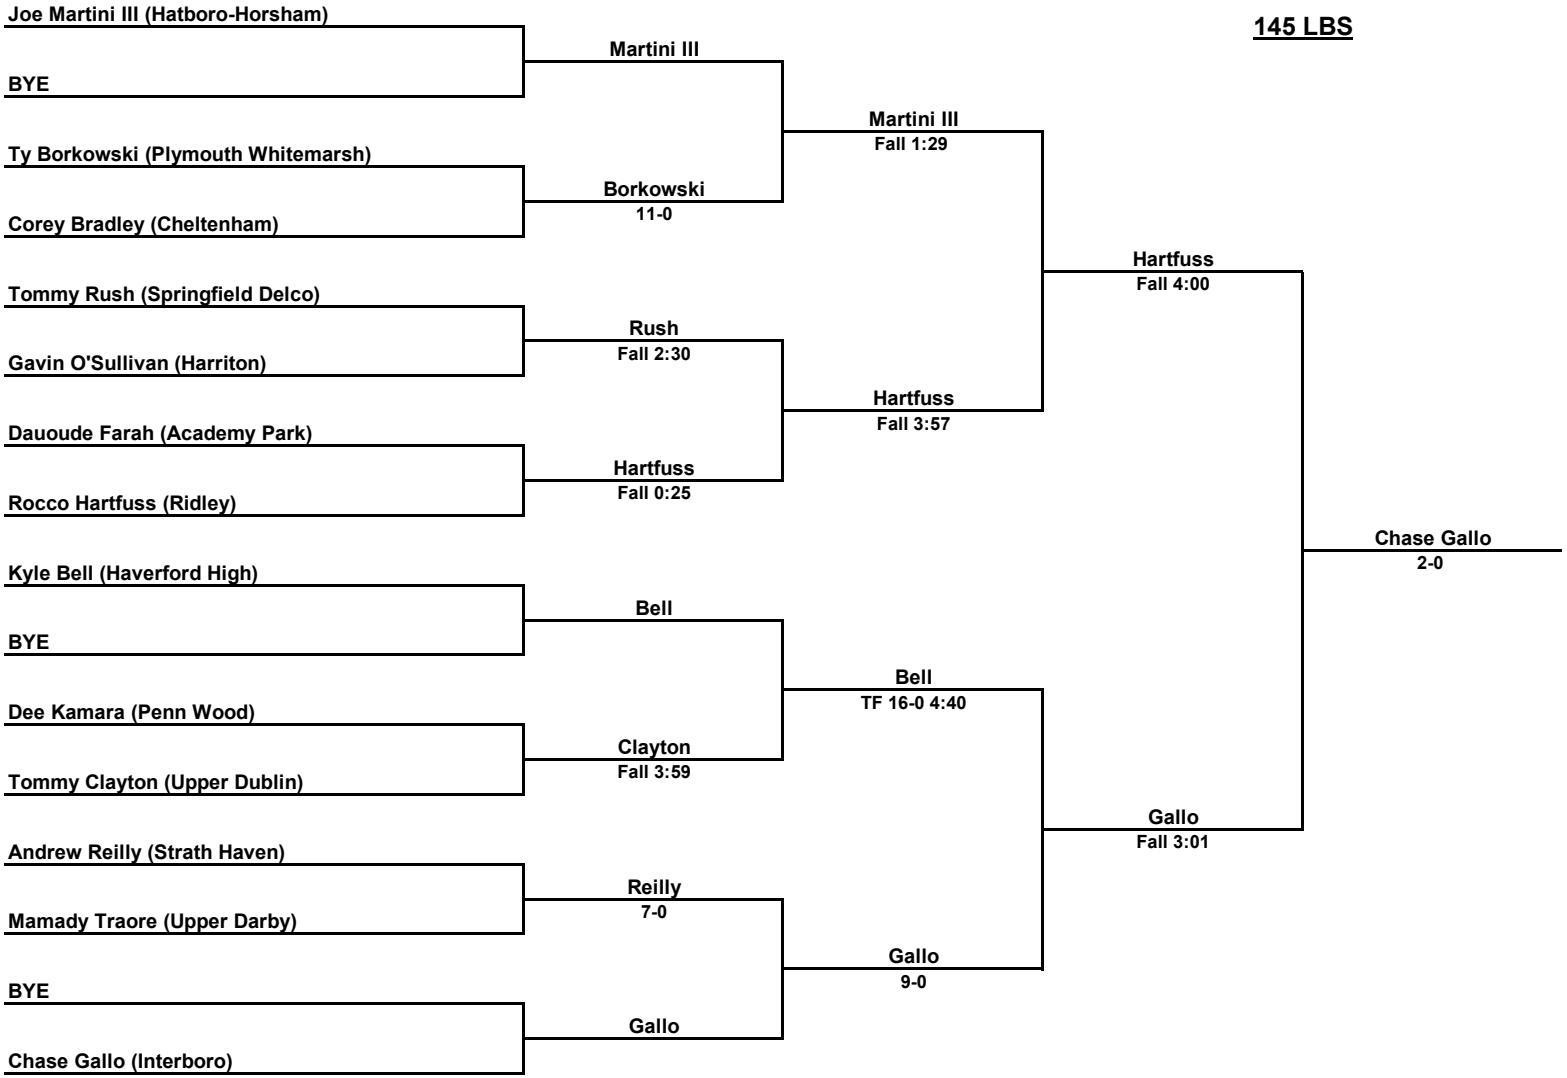 145 LBS
Joe Martini III (Hatboro-Horsham)
BYE
Ty Borkowski (Plymouth Whitemarsh)
Corey Bradley (Cheltenham)
Tommy Rush (Springfield Delco)
Gavin O'Sullivan (Harriton)
Dauoude Farah (Academy Park)
Rocco Hartfuss (Ridley)
Kyle Bell (Haverford High)
BYE
Dee Kamara (Penn Wood)
Tommy Clayton (Upper Dublin)
Andrew Reilly (Strath Haven)
Mamady Traore (Upper Darby)
BYE
Chase Gallo (Interboro)
Martini III
Borkowski
11-0
Rush
Fall 2:30
Hartfuss
Fall 0:25
Bell
Clayton
Fall 3:59
Reilly
7-0
Gallo
Martini III
Fall 1:29
Hartfuss
Fall 3:57
Bell
TF 16-0 4:40
Gallo
9-0
Hartfuss
Fall 4:00
Gallo
Fall 3:01
Chase Gallo
2-0